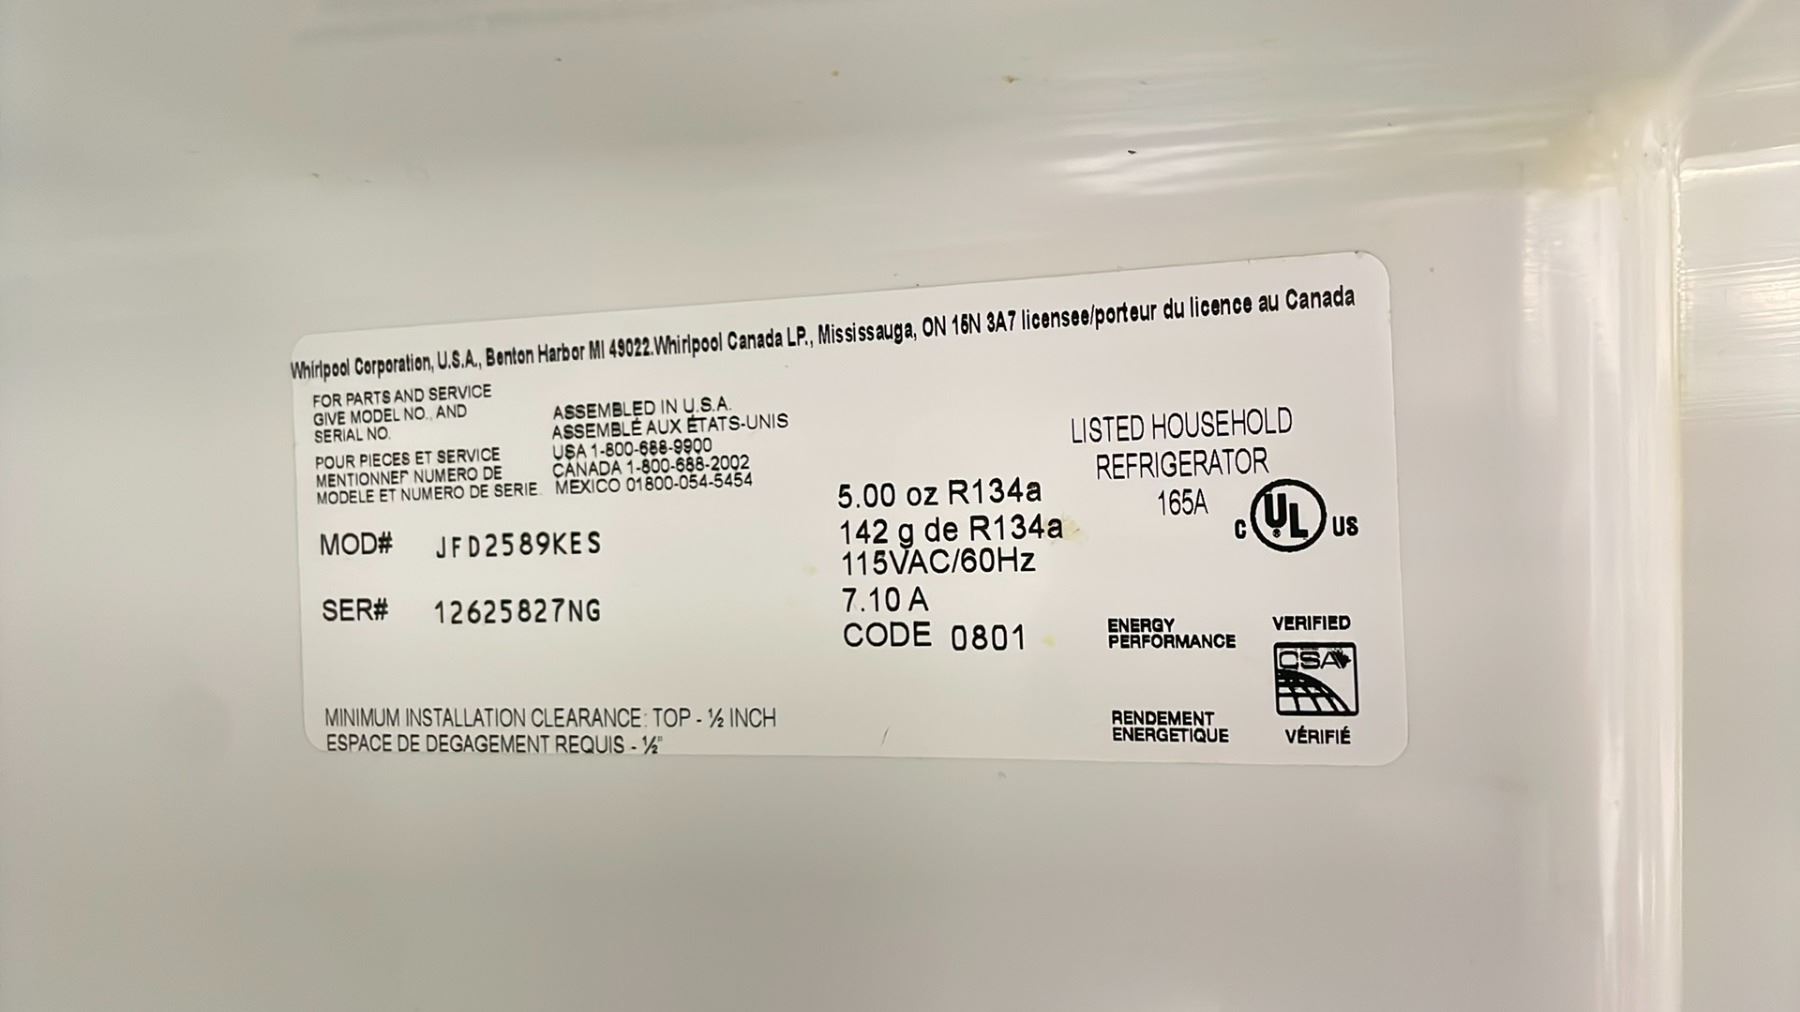 Whirlpool Corporation, U.S.A., Benton Harbor MI 49022.Whirlpool Canada LP., Mississauga, ON 15N 3A7 licensee/porteur du licence au Canada
FOR PARTS AND SERVICE
GIVE MODEL NO., AND
SERIAL NO.
POUR PIECES ET SERVICE
MENTIONNEF NUMERO DE
MODELE ET NUMERO DE SERIE.
ASSEMBLED IN U.S.A.
ASSEMBLÉ AUX ÉTATS-UNIS
USA 1-800-688-9900
CANADA 1-800-688-2002
MEXICO 01800-054-5454
MOD# JFD2589KES
SER# 12625827NG
MINIMUM INSTALLATION CLEARANCE: TOP - ½ INCH
ESPACE DE DEGAGEMENT REQUIS - ½"
5.00 oz R134a
142 g de R134a
115VAC/60Hz
7.10 A
CODE 0801
LISTED HOUSEHOLD
REFRIGERATOR
165A
C UL® US
ENERGY
PERFORMANCE
RENDEMENT
ENERGETIQUE
VERIFIED
CSA
VÉRIFIÉ